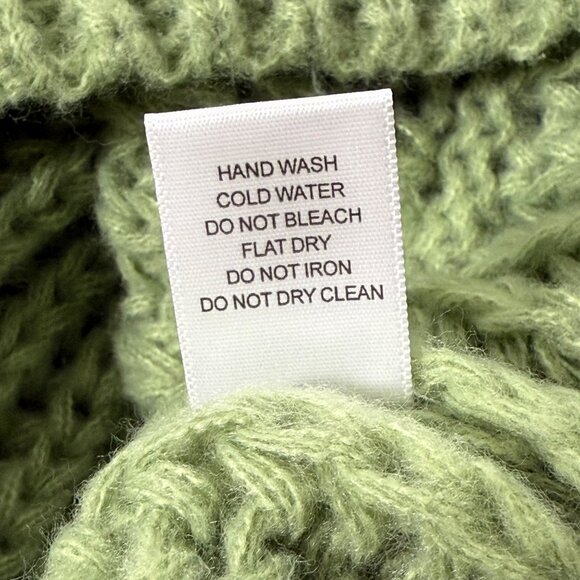 HAND WASH
COLD WATER
DO NOT BLEACH
FLAT DRY
DO NOT IRON
DO NOT DRY CLEAN